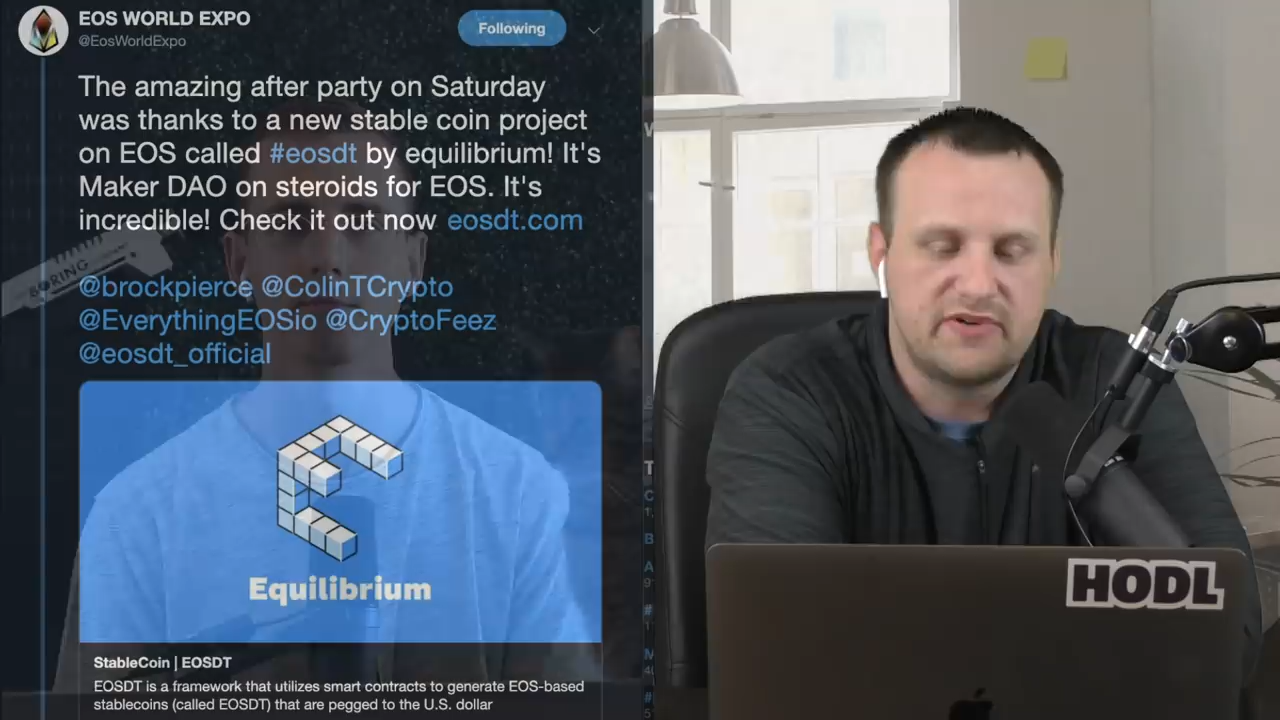 EOS WORLD EXPO
@EosWorldExpo
Following
The amazing after party on Saturday
was thanks to a new stable coin project
on EOS called #eosdt by equilibrium! It's
Maker DAO on steroids for EOS. It's
incredible! Check it out now eosdt.com
BORING
@brockpierce @ColinTCrypto
@EverythingEOSio @CryptoFeez
@eosdt_official
Equilibrium
StableCoin | EOSDT
EOSDT is a framework that utilizes smart contracts to generate EOS-based
stablecoins (called EOSDT) that are pegged to the U.S. dollar
HODL